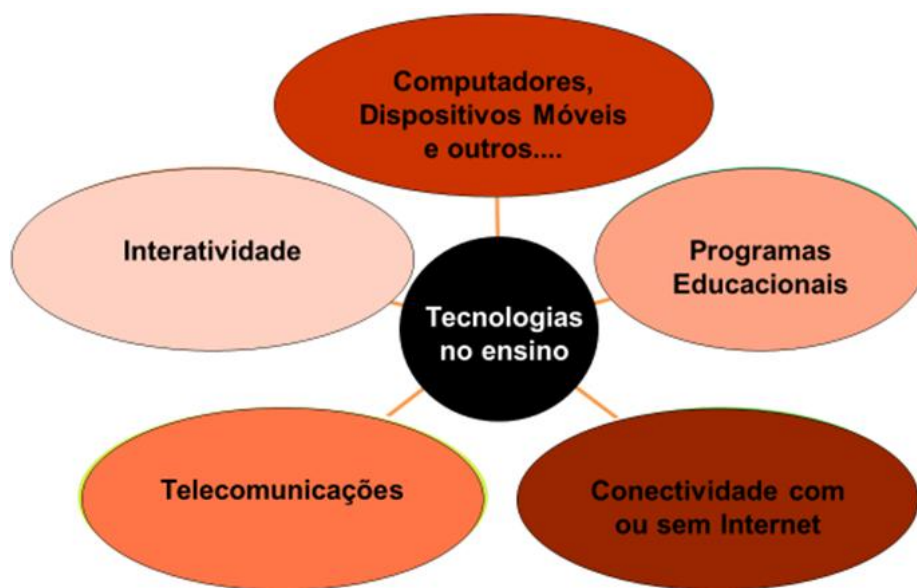 Computadores,
Dispositivos Móveis
e outros....
Interatividade
Programas
Educacionais
Tecnologias
no ensino
Telecomunicações
Conectividade com
ou sem Internet